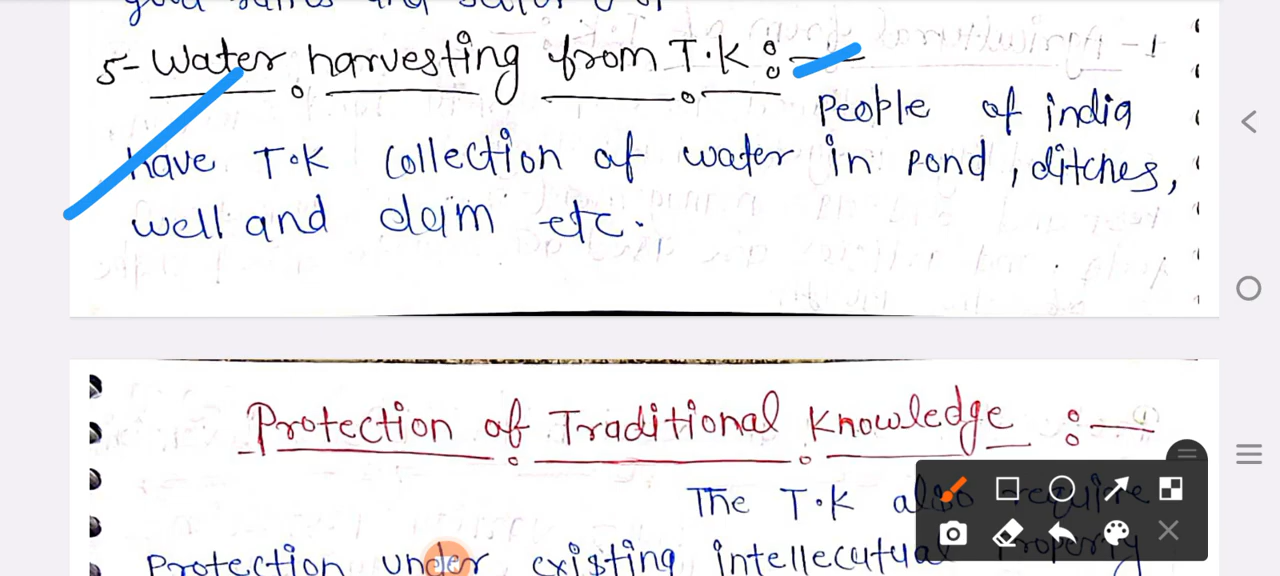 5- Water harvesting from T.K :-
People of india
have T.K collection of water in pond, ditches,
well and daim etc.
Protection of Traditional Knowledge :-
The T.K also require
Protection under existing intellecutual Property